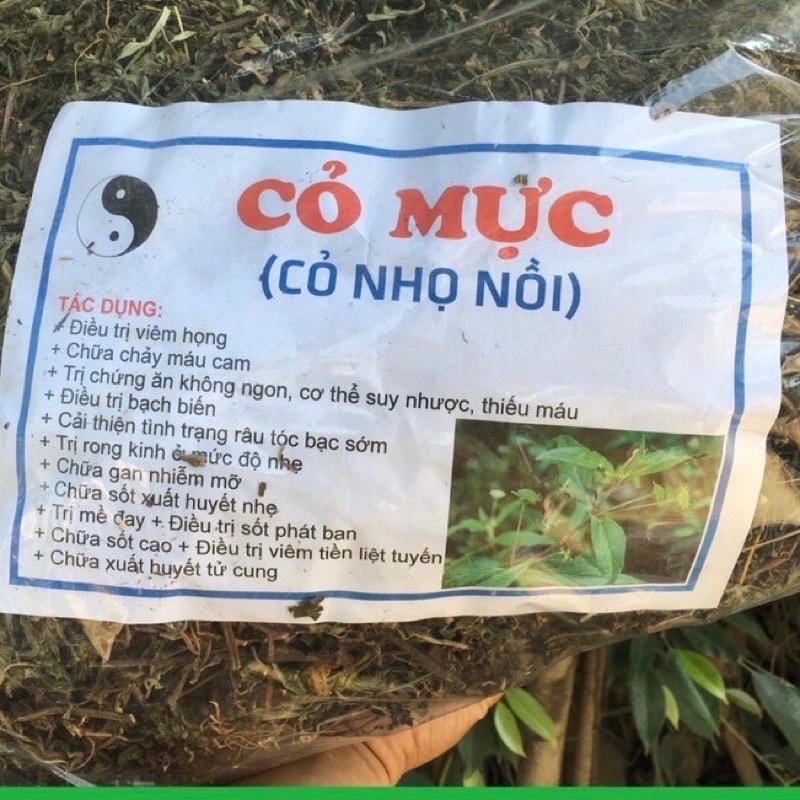 CỎ MỰC
(CỎ NHỌ NỒI)
TÁC DỤNG:
+ Điều trị viêm họng
+ Chữa chảy máu cam
+ Trị chứng ăn không ngon, cơ thể suy nhược, thiếu máu
+ Điều trị bạch biến
+ Cải thiện tình trạng râu tóc bạc sớm
+ Trị rong kinh ở mức độ nhẹ
+ Chữa gan nhiễm mỡ
+ Chữa sốt xuất huyết nhẹ
+ Trị mề đay + Điều trị sốt phát ban
+ Chữa sốt cao + Điều trị viêm tiền liệt tuyến
+ Chữa xuất huyết tử cung